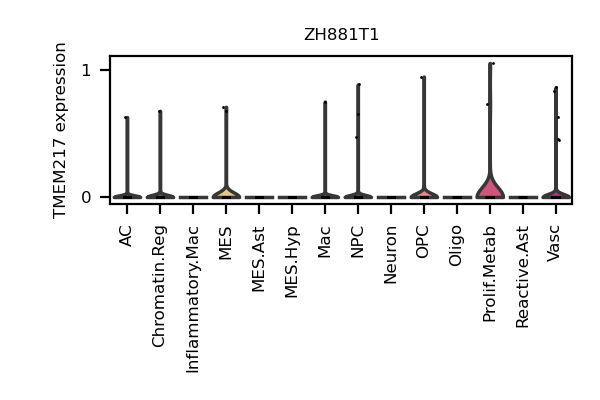 ZH881T1
TMEM217 expression
1
0
AC
Chromatin.Reg
Inflammatory.Mac
MES
MES.Ast
MES.Hyp
Mac
NPC
Neuron
OPC
Oligo
Prolif.Metab
Reactive.Ast
Vasc